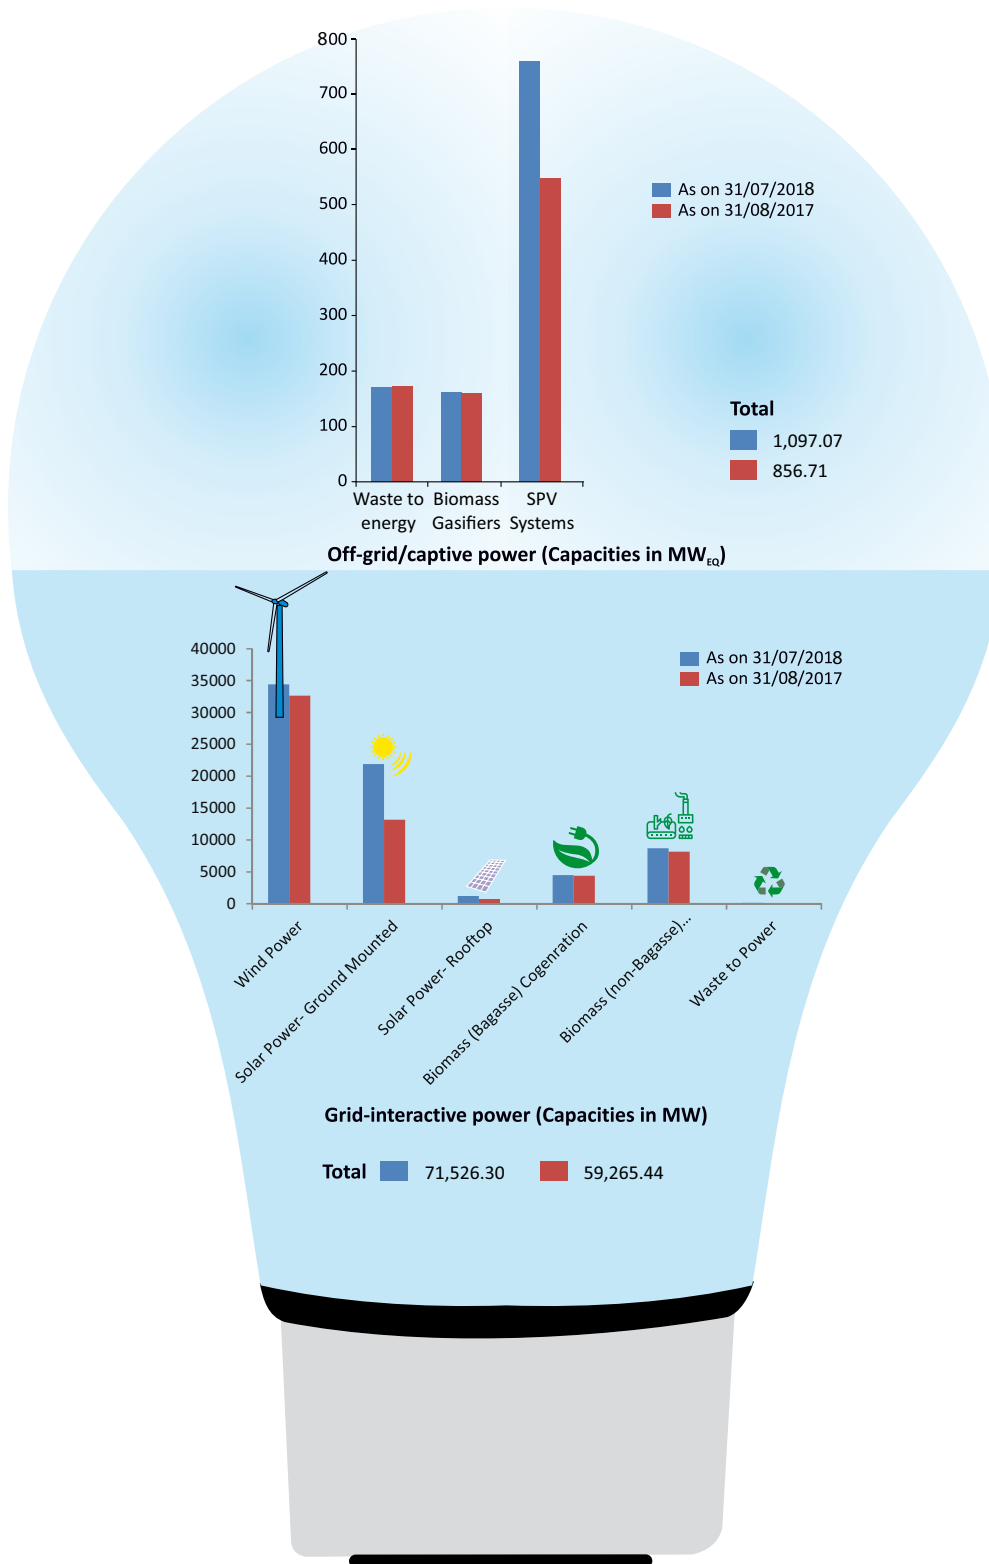 800
700
600
500
400
300
200
100
0
As on 31/07/2018
As on 31/08/2017
Total
1,097.07
856.71
Waste to energy
Biomass Gasifiers
SPV Systems
Off-grid/captive power (Capacities in MWEQ)
40000
35000
30000
25000
20000
15000
10000
5000
0
As on 31/07/2018
As on 31/08/2017
Wind Power
Solar Power- Ground Mounted
Solar Power- Rooftop
Biomass (Bagasse) Cogenration
Biomass (non-Bagasse)...
Waste to Power
Grid-interactive power (Capacities in MW)
Total 71,526.30 59,265.44